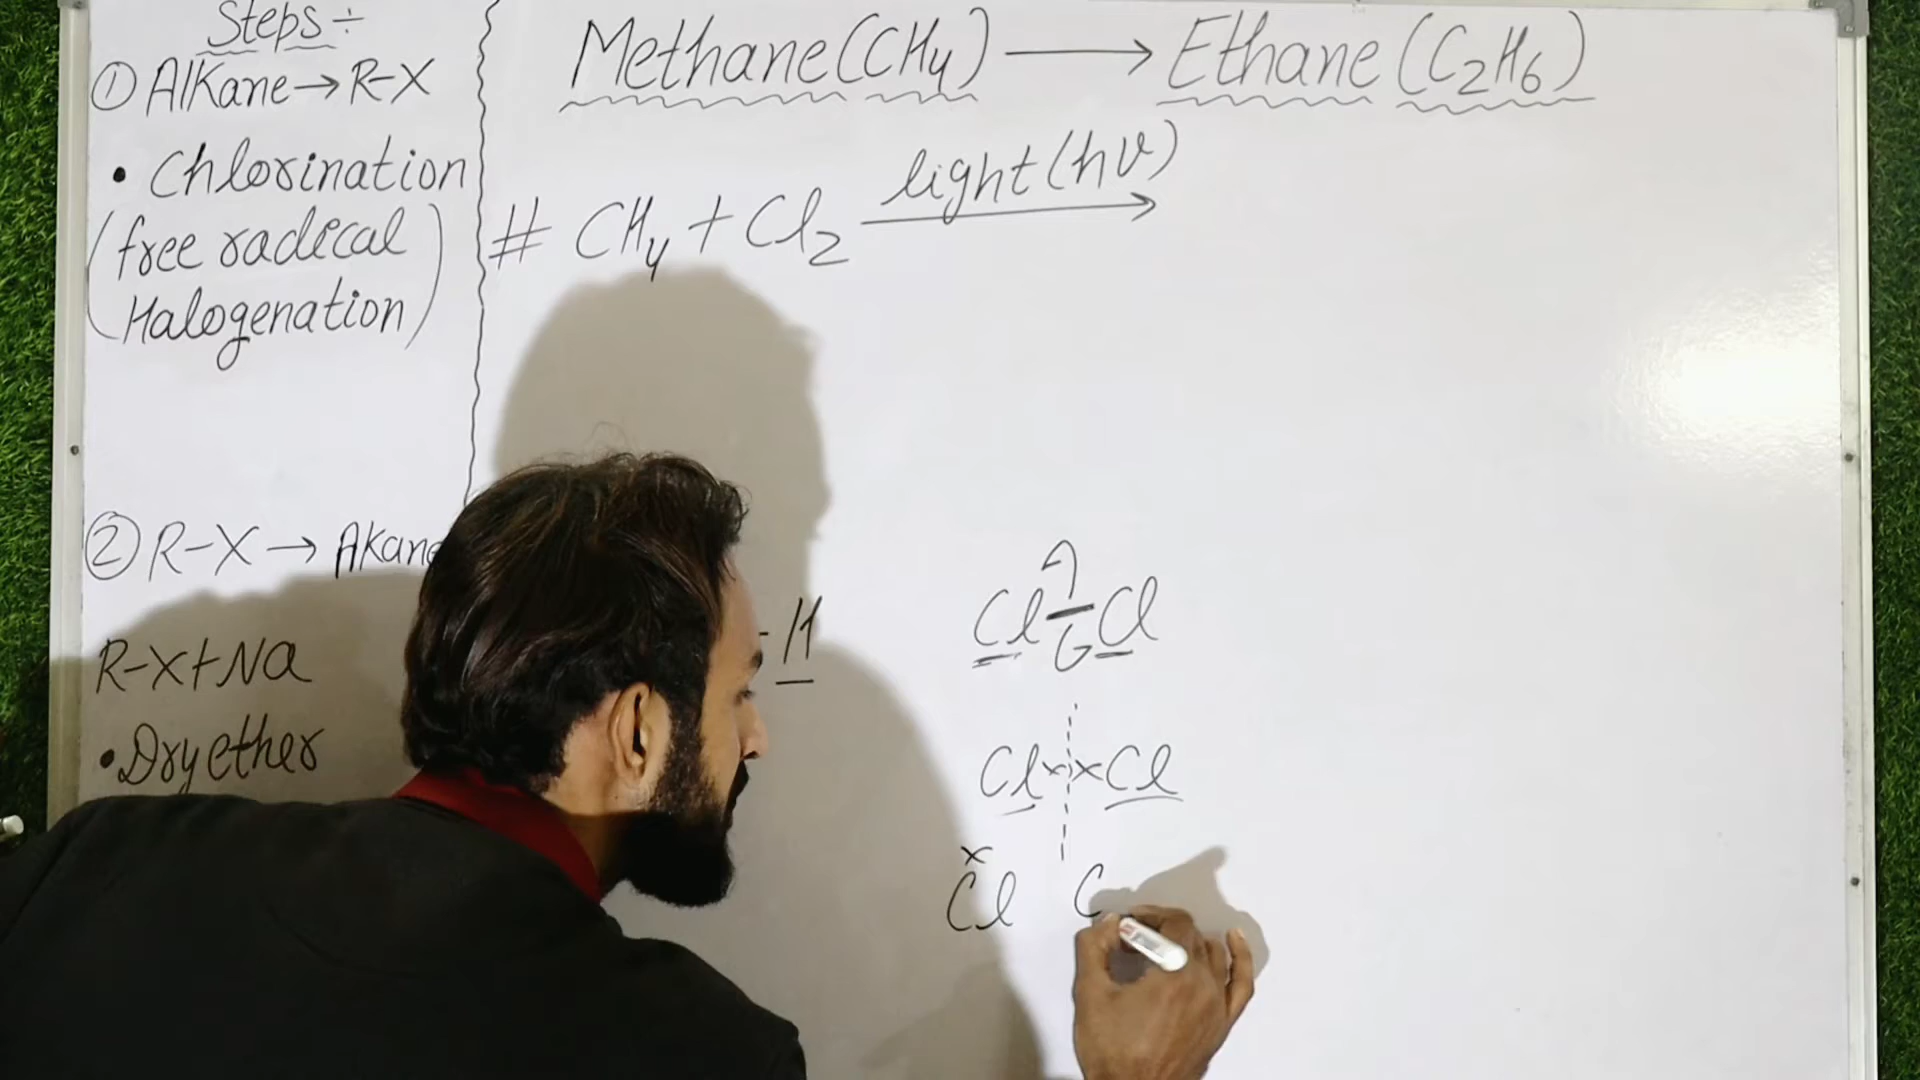 Steps ÷
① Alkane → R-X
• Chlorination
(free radical
Halogenation)
② R-X → Akane
R-X+Na
• Dry ether
Methane(CH4) → Ethane(C2H6)
# CH4 + Cl2 light(hν) →
- H
Cl-Cl
Cl x x Cl
x
Cl C